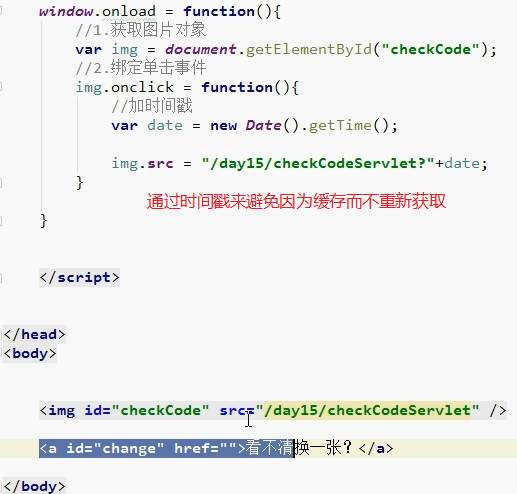 window.onload = function(){
//1.获取图片对象
var img = document.getElementById("checkCode");
//2.绑定单击事件
img.onclick = function(){
//加时间戳
var date = new Date().getTime();
img.src = "/day15/checkCodeServlet?"+date;
}
通过时间戳来避免因为缓存而不重新获取
}
</script>
</head>
<body>
<img id="checkCode" src="/day15/checkCodeServlet" />
<a id="change" href="">看不清换一张？</a>
</body>